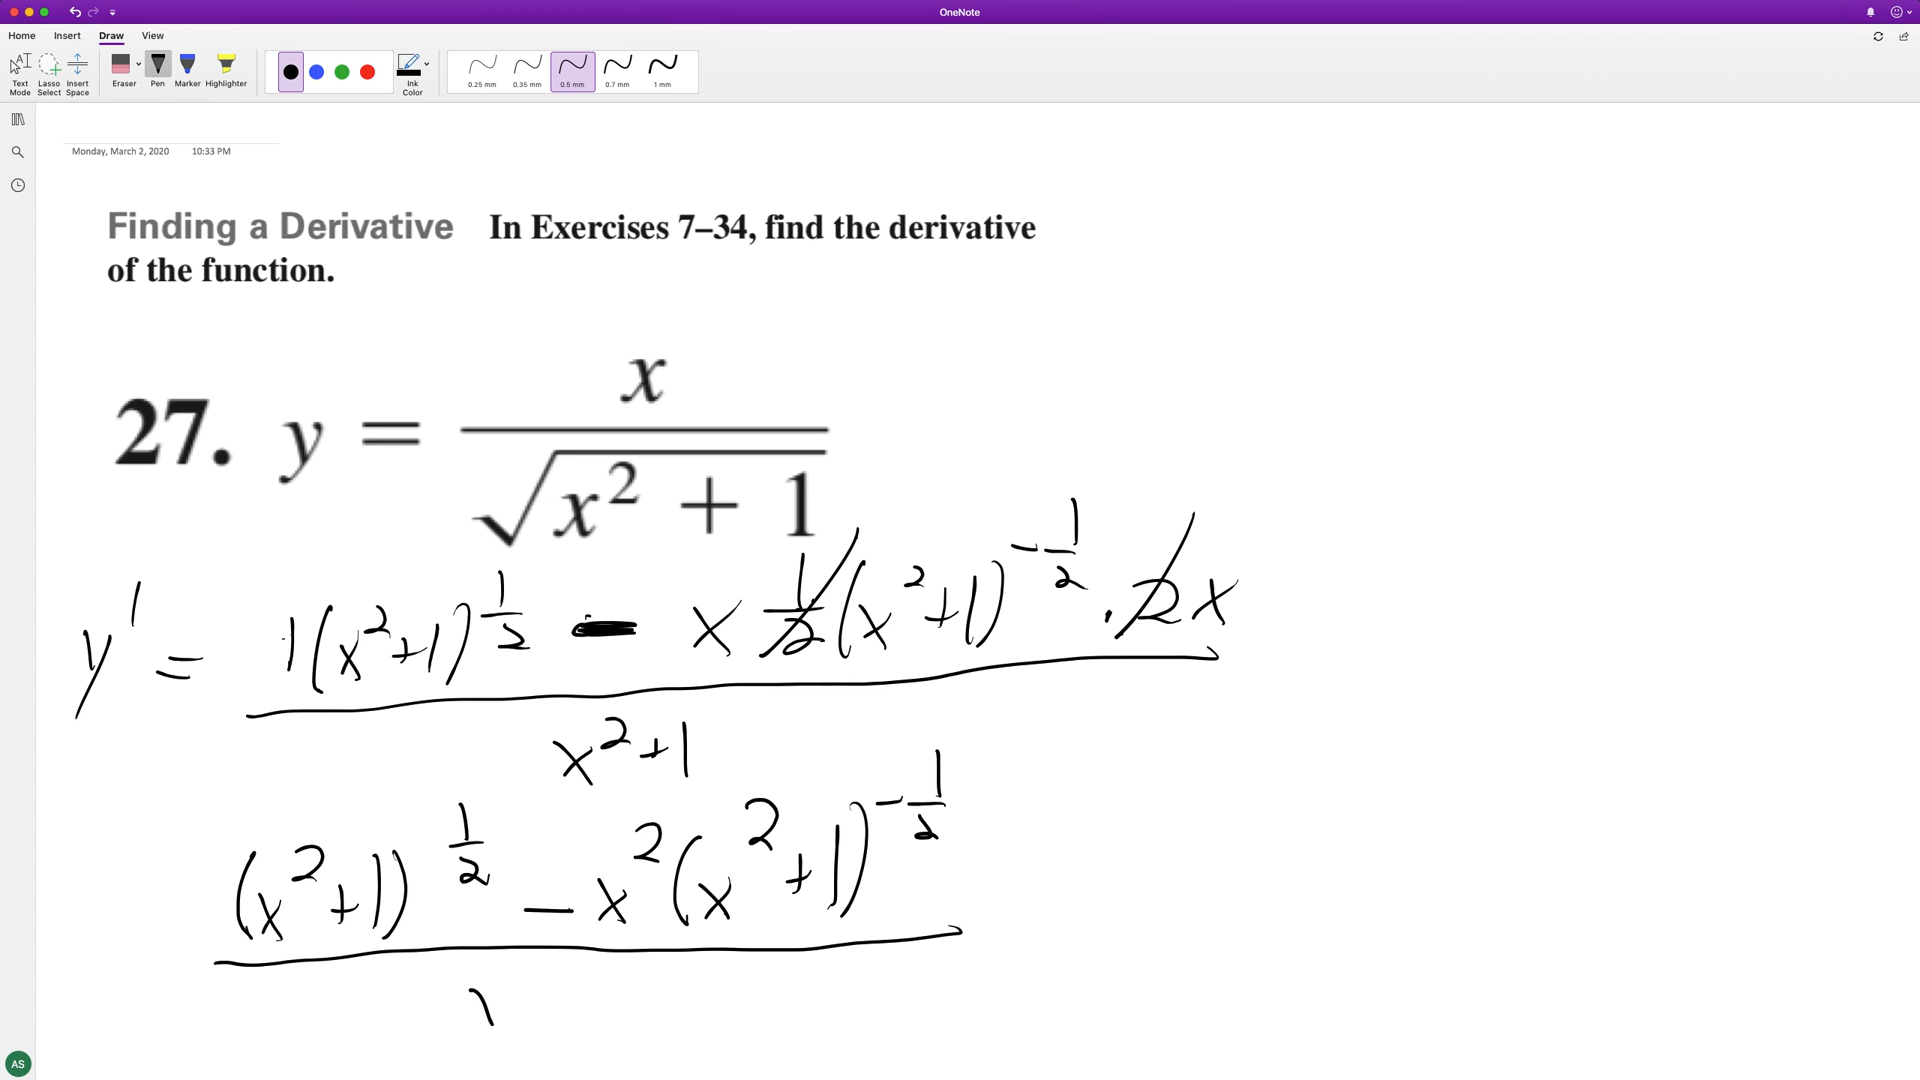 OneNote
Home Insert Draw View
Text Mode Lasso Select Insert Space Eraser Pen Marker Highlighter Ink Color 0.25 mm 0.35 mm 0.5 mm 0.7 mm 1 mm
Monday, March 2, 2020 10:33 PM
Finding a Derivative In Exercises 7–34, find the derivative
of the function.
27. y = x / √(x² + 1)
y' = (1(x²+1)^(1/2) - x 1/2 (x²+1)^(-1/2) · 2x) / (x²+1)
((x²+1)^(1/2) - x²(x²+1)^(-1/2)) /
AS